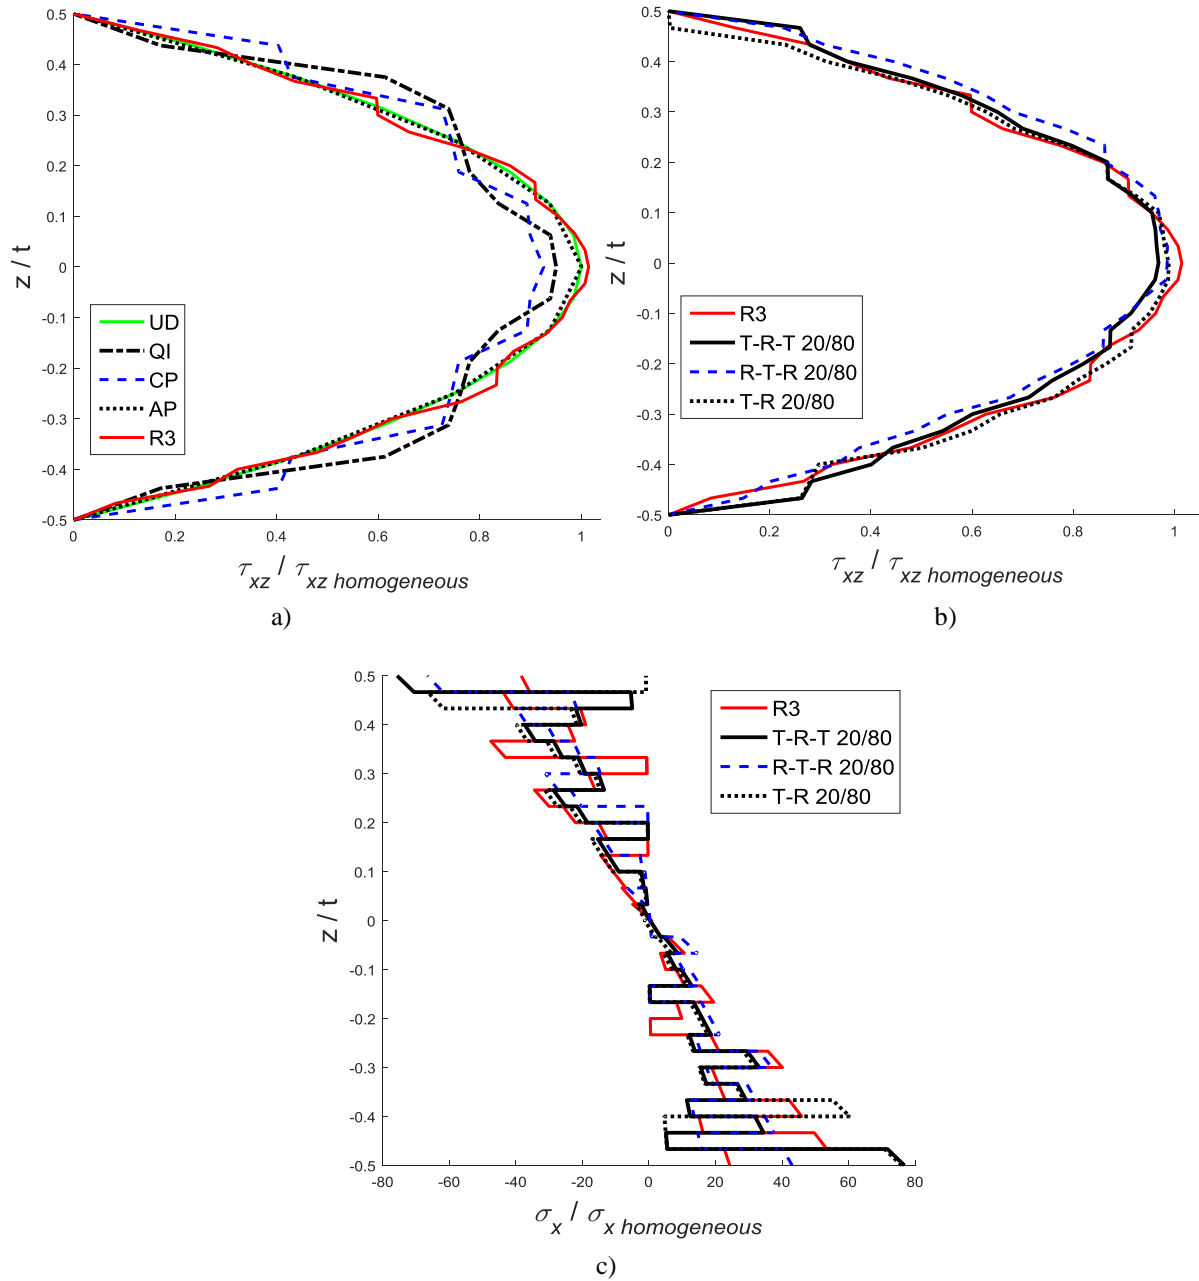 0.5
0.4
0.3
0.2
0.1
0
-0.1
-0.2
-0.3
-0.4
-0.5
z / t
UD
QI
CP
AP
R3
0 0.2 0.4 0.6 0.8 1
τxz / τxz homogeneous
a)
0.5
0.4
0.3
0.2
0.1
0
-0.1
-0.2
-0.3
-0.4
-0.5
z / t
R3
T-R-T 20/80
R-T-R 20/80
T-R 20/80
0.2 0.4 0.6 0.8 1
τxz / τxz homogeneous
b)
0.5
0.4
0.3
0.2
0.1
0
-0.1
-0.2
-0.3
-0.4
-0.5
z / t
R3
T-R-T 20/80
R-T-R 20/80
T-R 20/80
-80 -60 -40 -20 0 20 40 60 80
σx / σx homogeneous
c)